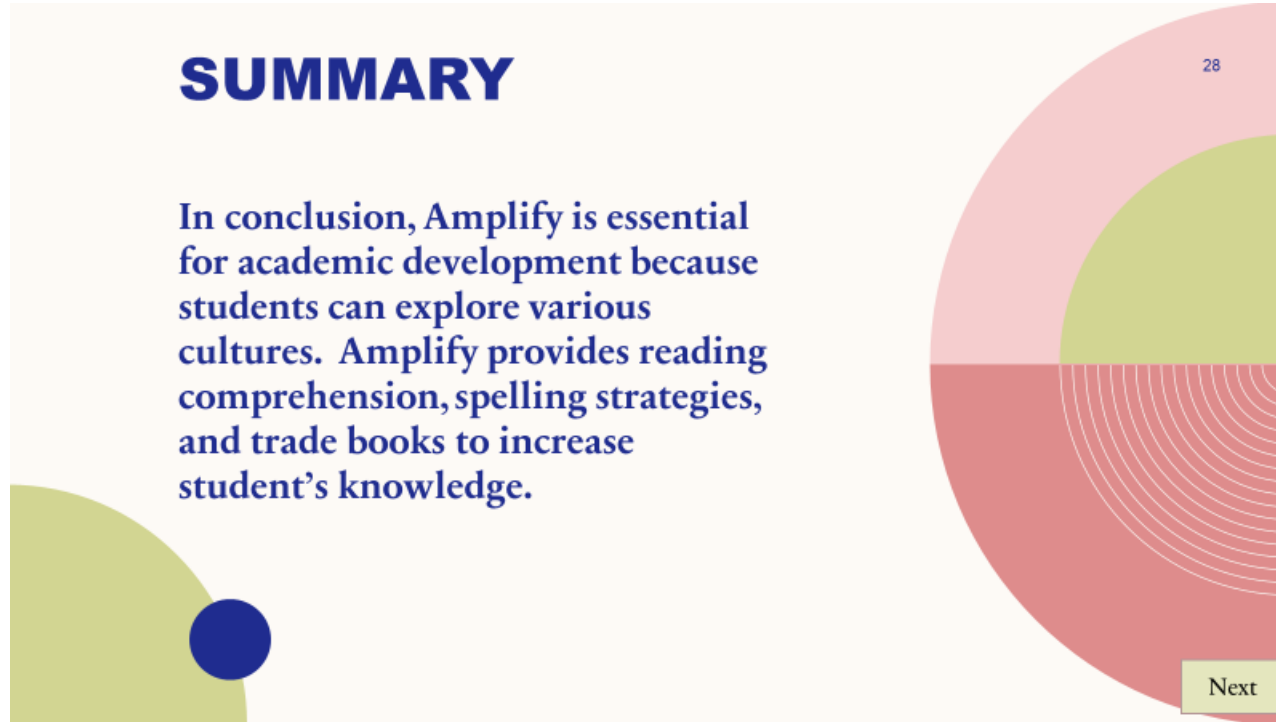 SUMMARY
28
In conclusion, Amplify is essential
for academic development because
students can explore various
cultures.  Amplify provides reading
comprehension, spelling strategies,
and trade books to increase
student’s knowledge.
Next